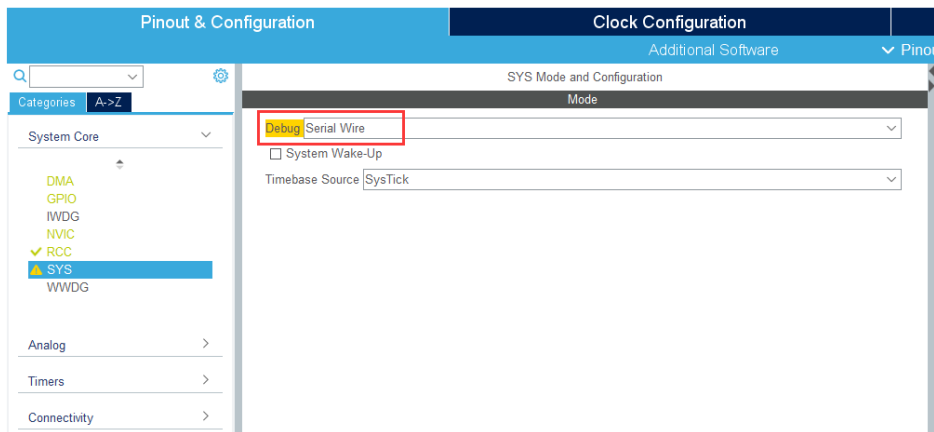 Pinout & Configuration
Clock Configuration
Additional Software
Pinou
SYS Mode and Configuration
Categories
A->Z
Mode
System Core
Debug Serial Wire
System Wake-Up
Timebase Source SysTick
DMA
GPIO
IWDG
NVIC
RCC
SYS
WWDG
Analog
Timers
Connectivity